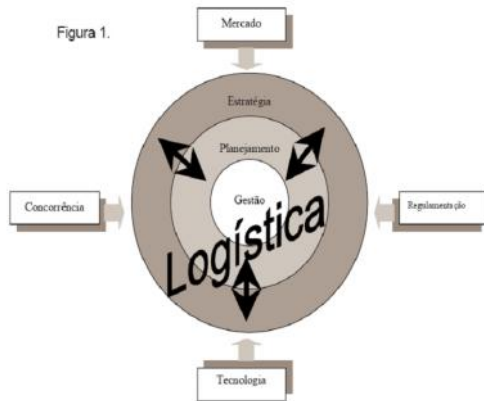 Figura 1.
Mercado
Estratégia
Planejamento
Gestão
Concorrência
Regulamentação
Logística
Tecnologia